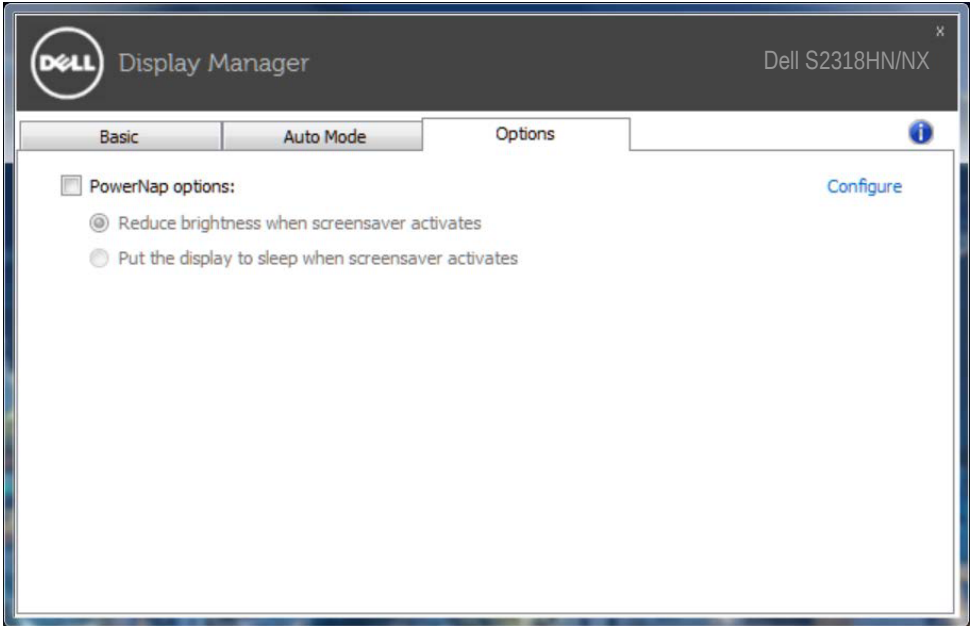 DELL Display Manager
x
Dell S2318HN/NX
Basic Auto Mode Options i
PowerNap options: Configure
Reduce brightness when screensaver activates
Put the display to sleep when screensaver activates